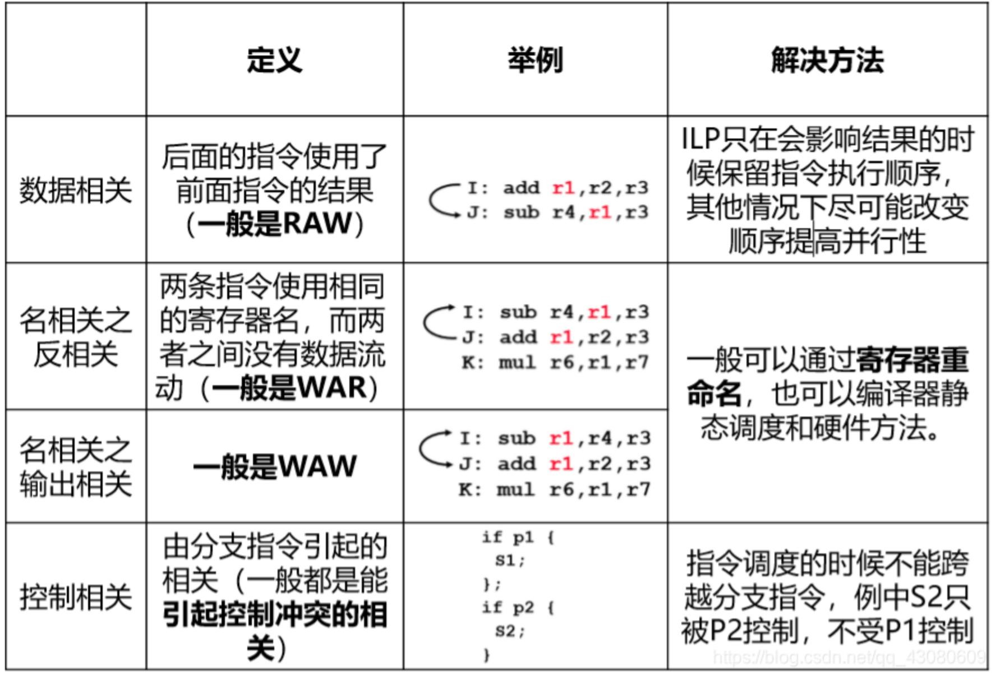 定义
举例
解决方法
数据相关
后面的指令使用了
前面指令的结果
（一般是RAW）
I: add r1,r2,r3
J: sub r4,r1,r3
ILP只在会影响结果的时
候保留指令执行顺序，
其他情况下尽可能改变
顺序提高并行性
名相关之
反相关
两条指令使用相同
的寄存器名，而两
者之间没有数据流
动（一般是WAR）
I: sub r4,r1,r3
J: add r1,r2,r3
K: mul r6,r1,r7
一般可以通过寄存器重
命名，也可以编译器静
态调度和硬件方法。
名相关之
输出相关
一般是WAW
I: sub r1,r4,r3
J: add r1,r2,r3
K: mul r6,r1,r7
控制相关
由分支指令引起的
相关（一般都是能
引起控制冲突的相
关）
if p1 {
S1;
};
if p2 {
S2;
}
指令调度的时候不能跨
越分支指令，例中S2只
被P2控制，不受P1控制
https://blog.csdn.net/qq_43080609